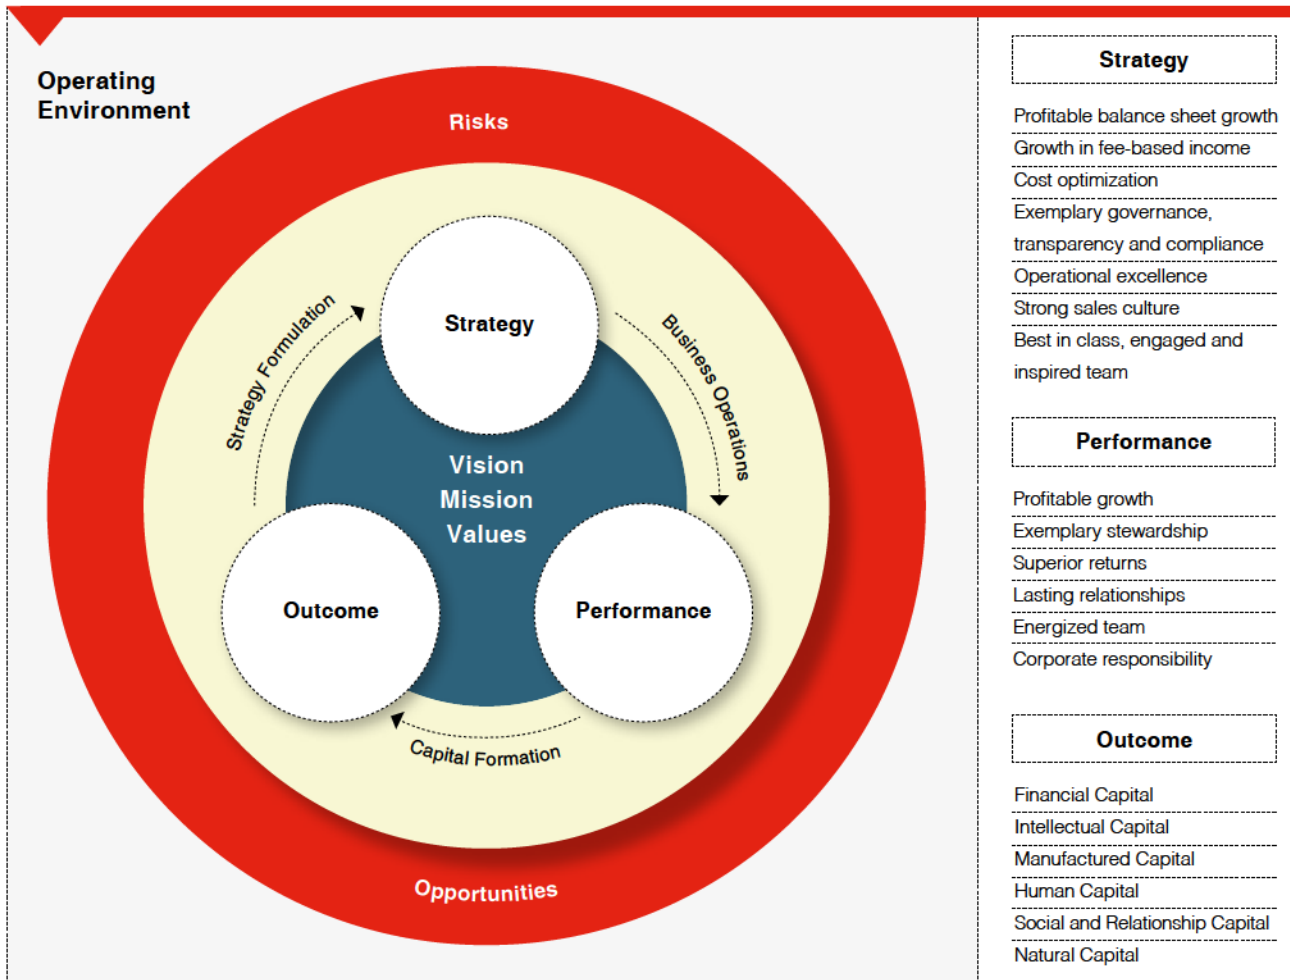 Operating
Environment
Risks
Strategy
Strategy Formulation
Business Operations
Vision
Mission
Values
Outcome
Performance
Capital Formation
Opportunities
Strategy
Profitable balance sheet growth
Growth in fee-based income
Cost optimization
Exemplary governance,
transparency and compliance
Operational excellence
Strong sales culture
Best in class, engaged and
inspired team
Performance
Profitable growth
Exemplary stewardship
Superior returns
Lasting relationships
Energized team
Corporate responsibility
Outcome
Financial Capital
Intellectual Capital
Manufactured Capital
Human Capital
Social and Relationship Capital
Natural Capital